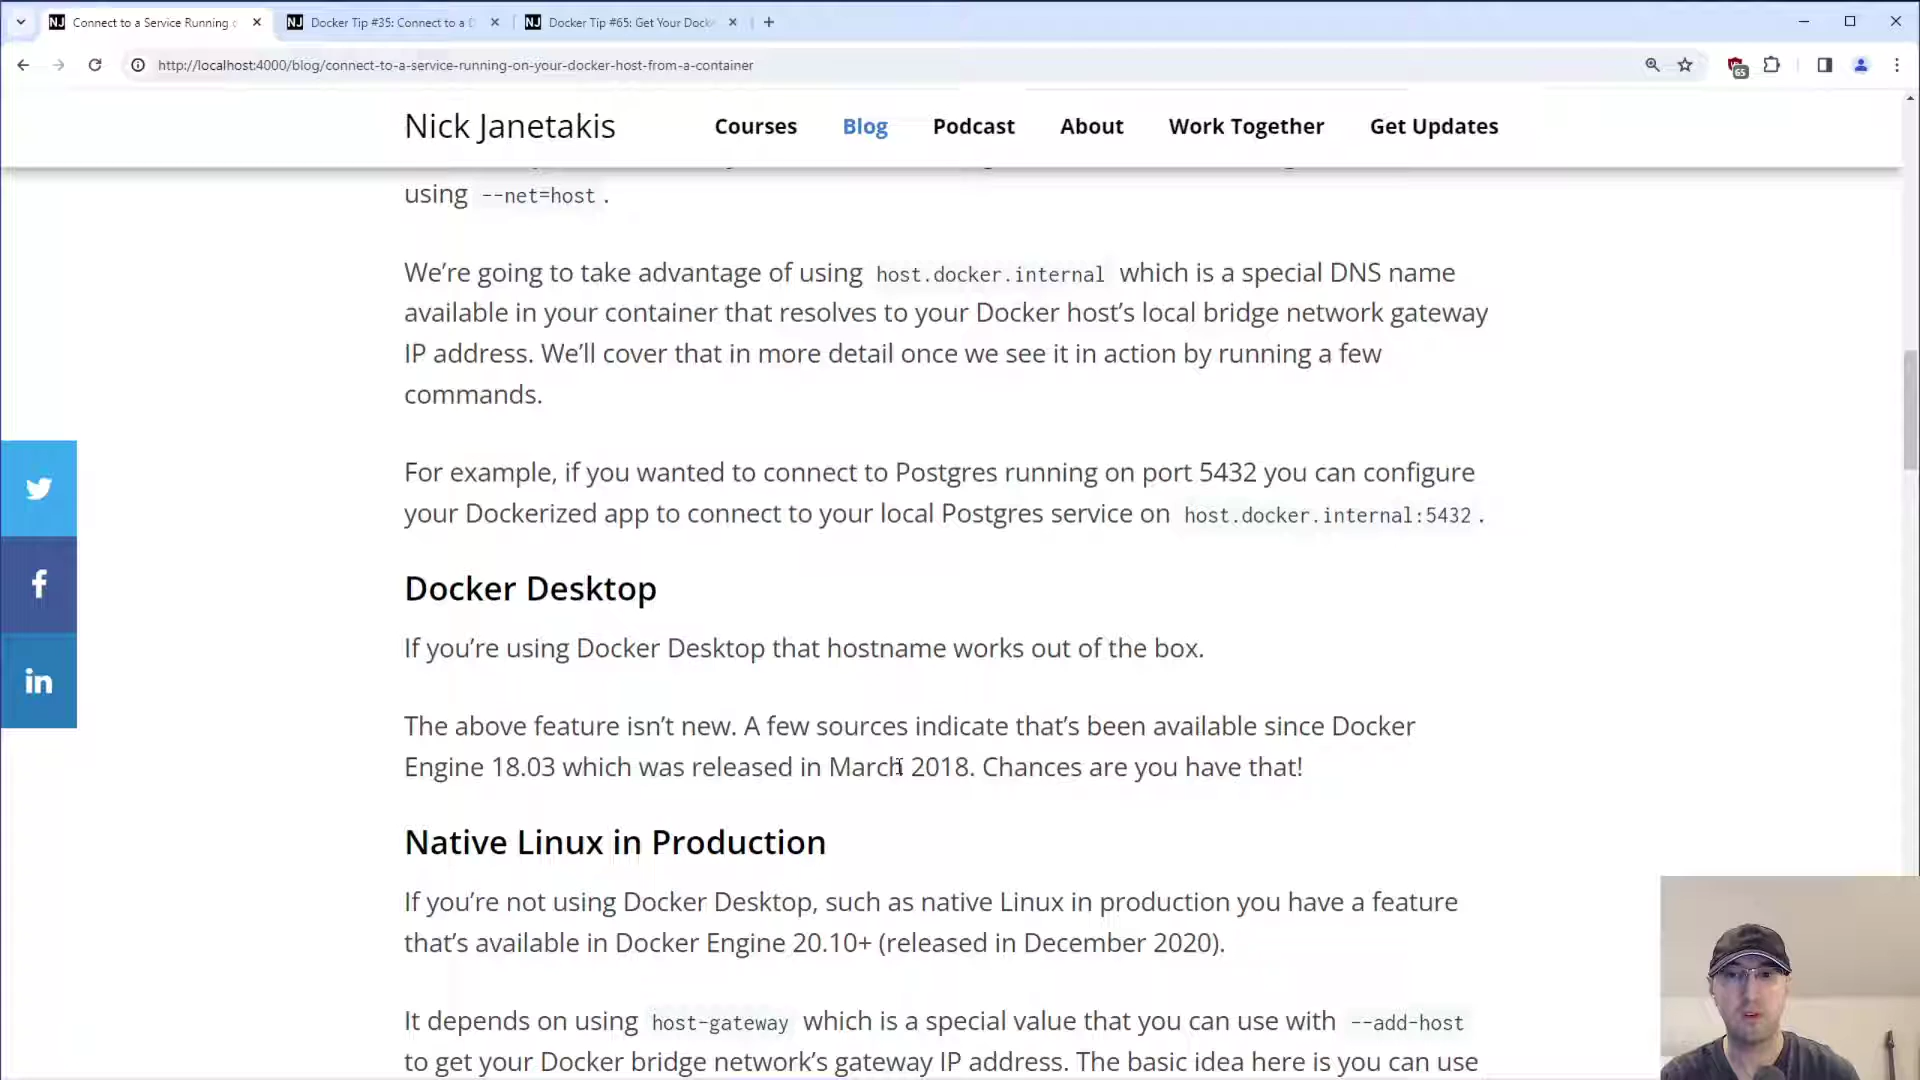 Connect to a Service Running
Docker Tip #35: Connect to a D
Docker Tip #65: Get Your Dock
http://localhost:4000/blog/connect-to-a-service-running-on-your-docker-host-from-a-container
65
Nick Janetakis
Courses Blog Podcast About Work Together Get Updates
using --net=host .
We’re going to take advantage of using host.docker.internal which is a special DNS name
available in your container that resolves to your Docker host’s local bridge network gateway
IP address. We’ll cover that in more detail once we see it in action by running a few
commands.
For example, if you wanted to connect to Postgres running on port 5432 you can configure
your Dockerized app to connect to your local Postgres service on host.docker.internal:5432 .
Docker Desktop
If you’re using Docker Desktop that hostname works out of the box.
The above feature isn’t new. A few sources indicate that’s been available since Docker
Engine 18.03 which was released in March 2018. Chances are you have that!
Native Linux in Production
If you’re not using Docker Desktop, such as native Linux in production you have a feature
that’s available in Docker Engine 20.10+ (released in December 2020).
It depends on using host-gateway which is a special value that you can use with --add-host
to get your Docker bridge network’s gateway IP address. The basic idea here is you can use